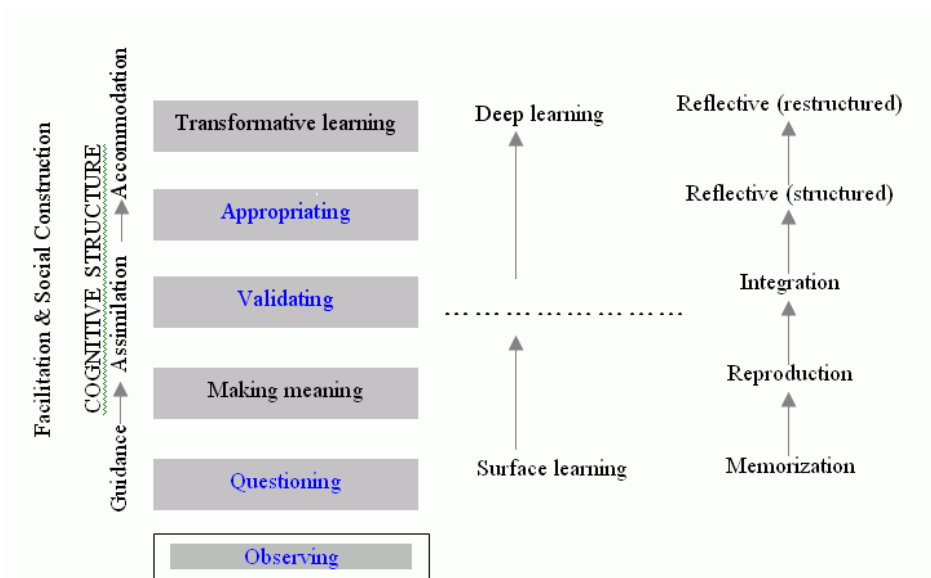 Facilitation & Social Construction
COGNITIVE STRUCTURE
Guidance
Assimilation
Accommodation
Transformative learning
Appropriating
Validating
Making meaning
Questioning
Observing
Deep learning
………………………
Surface learning
Reflective (restructured)
Reflective (structured)
Integration
Reproduction
Memorization